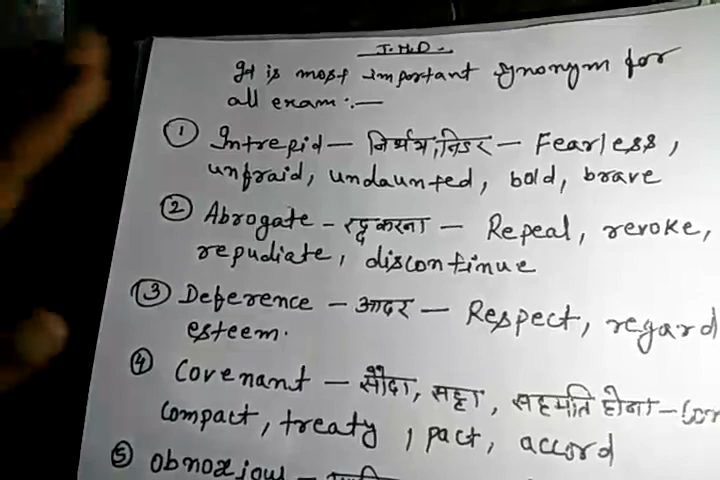 I.M.D.
It is most important synonym for
all exam :—
① Intrepid — निर्भय, निडर — Fearless,
unfraid, undaunted, bold, brave
② Abrogate - रद्द करना — Repeal, revoke,
repudiate, discontinue
③ Deference — आदर — Respect, regard
esteem.
④ Covenant — सौदा, सट्टा, सहमति होना —
compact, treaty, pact, accord
⑤ Obnoxious —